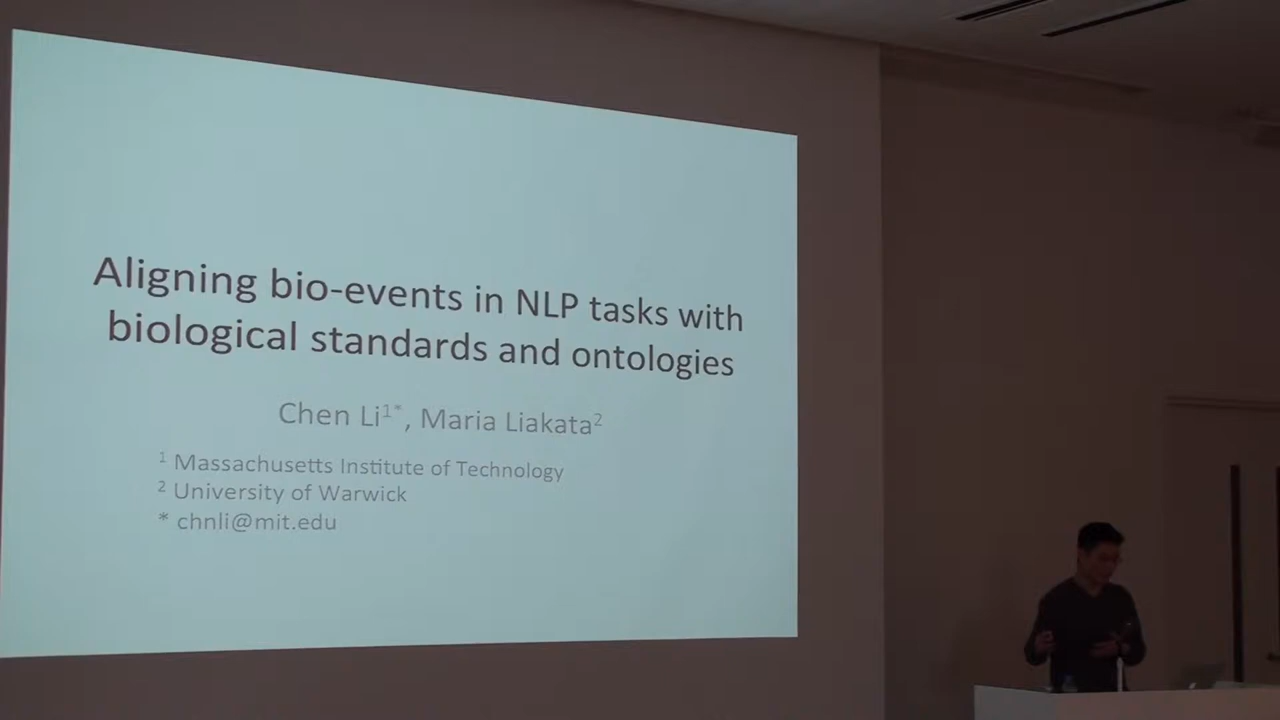 Aligning bio-events in NLP tasks with
biological standards and ontologies
Chen Li¹*, Maria Liakata²
¹ Massachusetts Institute of Technology
² University of Warwick
* chnli@mit.edu